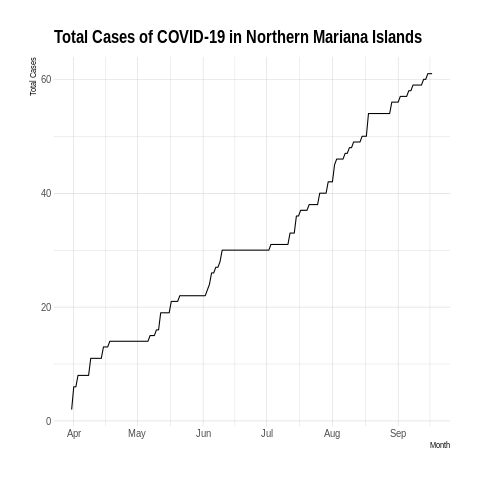 Total Cases of COVID-19 in Northern Mariana Islands
Total Cases
60
40
20
0
Apr May Jun Jul Aug Sep
Month